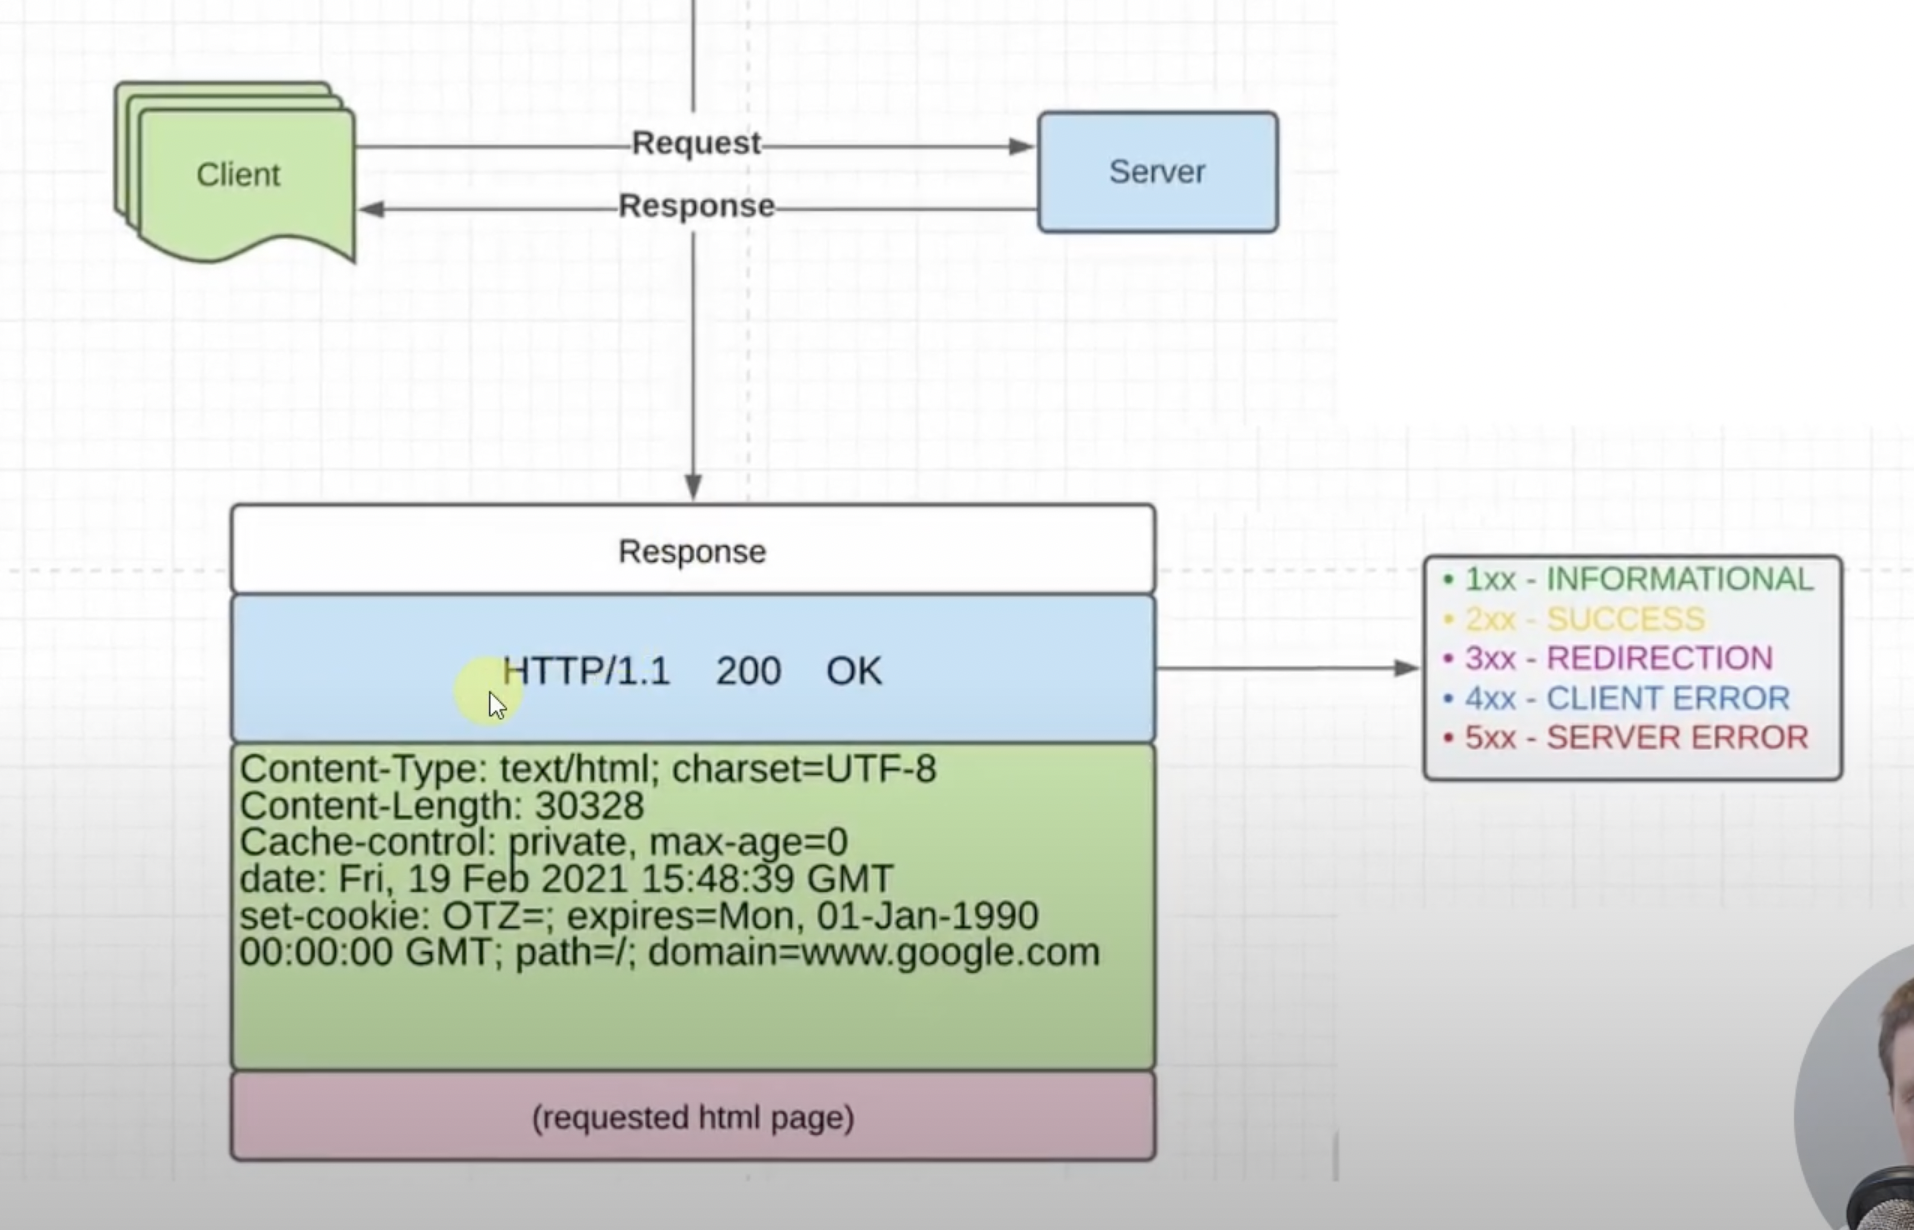 Client
Request
Response
Server
Response
HTTP/1.1 200 OK
Content-Type: text/html; charset=UTF-8
Content-Length: 30328
Cache-control: private, max-age=0
date: Fri, 19 Feb 2021 15:48:39 GMT
set-cookie: OTZ=; expires=Mon, 01-Jan-1990
00:00:00 GMT; path=/; domain=www.google.com
(requested html page)
• 1xx - INFORMATIONAL
• 2xx - SUCCESS
• 3xx - REDIRECTION
• 4xx - CLIENT ERROR
• 5xx - SERVER ERROR